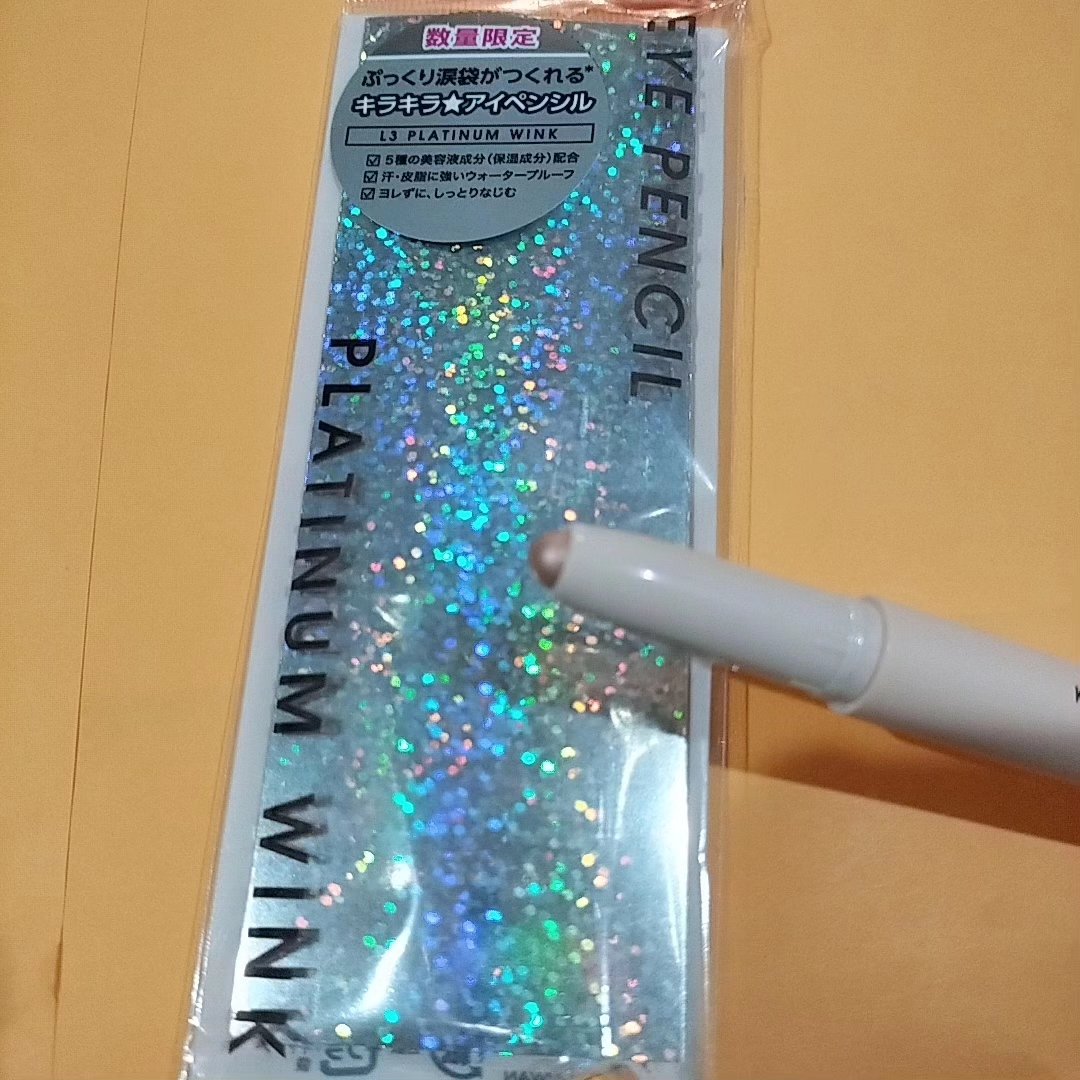 数量限定
ぷっくり涙袋がつくれる*
キラキラ★アイペンシル
L3 PLATINUM WINK
☑ 5種の美容液成分(保湿成分)配合
☑ 汗・皮脂に強いウォータープルーフ
☑ ヨレずに、しっとりなじむ
EYE PENCIL
PLATINUM WINK